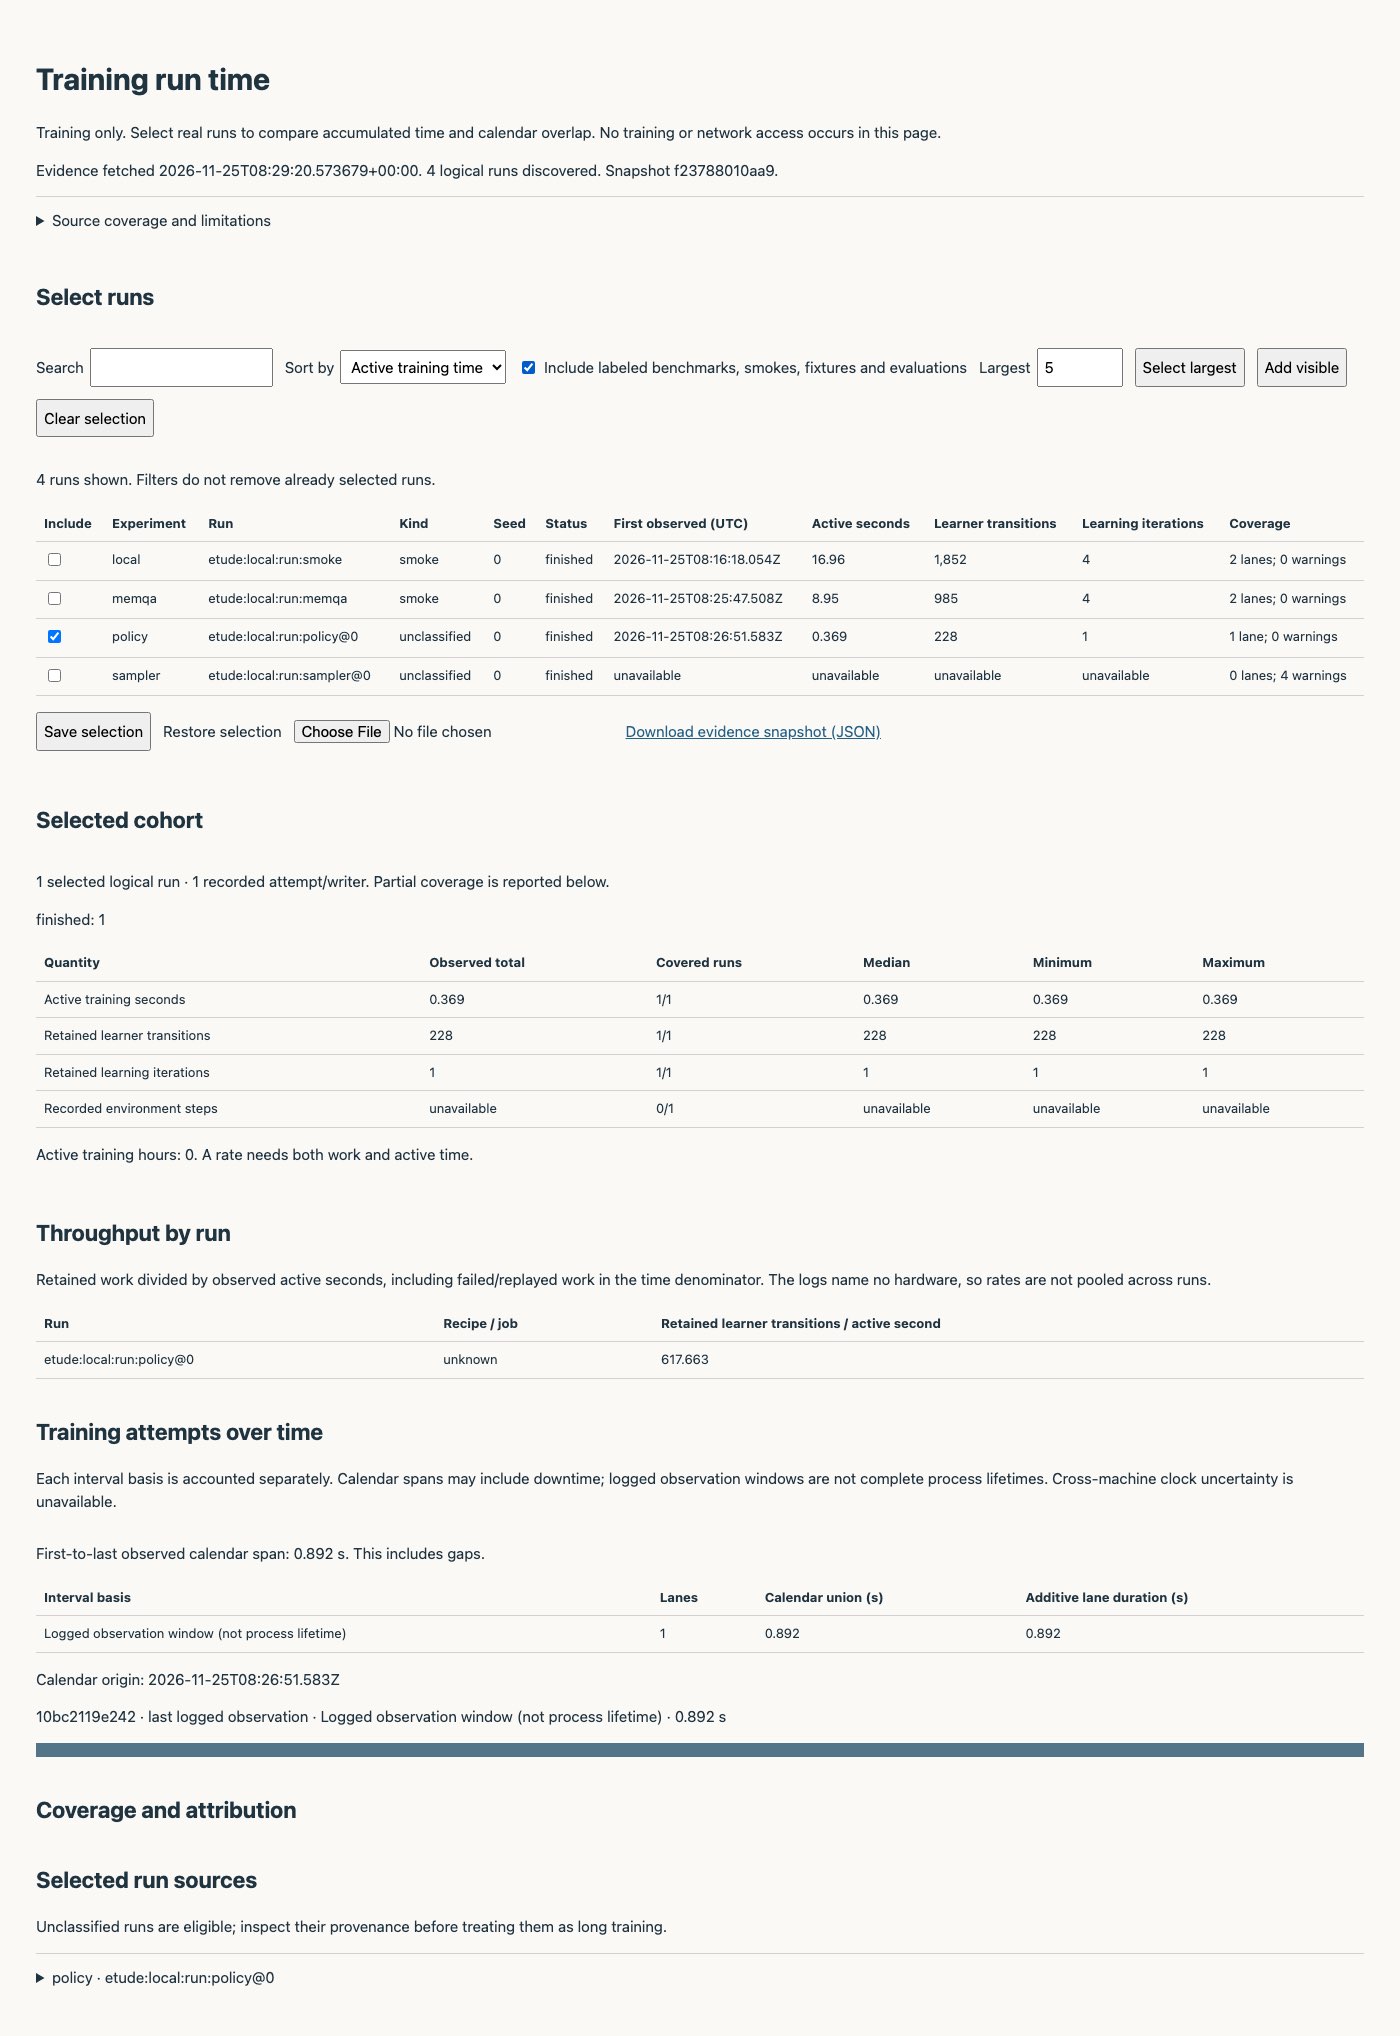 Training run time
Training only. Select real runs to compare accumulated time and calendar overlap. No training or network access occurs in this page.
Evidence fetched 2026-11-25T08:29:20.573679+00:00. 4 logical runs discovered. Snapshot f23788010aa9.
Source coverage and limitations
Select runs
Search Sort by Active training time Include labeled benchmarks, smokes, fixtures and evaluations Largest 5 Select largest Add visible
Clear selection
4 runs shown. Filters do not remove already selected runs.
Include Experiment Run Kind Seed Status First observed (UTC) Active seconds Learner transitions Learning iterations Coverage
local etude:local:run:smoke smoke 0 finished 2026-11-25T08:16:18.054Z 16.96 1,852 4 2 lanes; 0 warnings
memqa etude:local:run:memqa smoke 0 finished 2026-11-25T08:25:47.508Z 8.95 985 4 2 lanes; 0 warnings
policy etude:local:run:policy@0 unclassified 0 finished 2026-11-25T08:26:51.583Z 0.369 228 1 1 lane; 0 warnings
sampler etude:local:run:sampler@0 unclassified 0 finished unavailable unavailable unavailable unavailable 0 lanes; 4 warnings
Save selection Restore selection Choose File No file chosen Download evidence snapshot (JSON)
Selected cohort
1 selected logical run · 1 recorded attempt/writer. Partial coverage is reported below.
finished: 1
Quantity Observed total Covered runs Median Minimum Maximum
Active training seconds 0.369 1/1 0.369 0.369 0.369
Retained learner transitions 228 1/1 228 228 228
Retained learning iterations 1 1/1 1 1 1
Recorded environment steps unavailable 0/1 unavailable unavailable unavailable
Active training hours: 0. A rate needs both work and active time.
Throughput by run
Retained work divided by observed active seconds, including failed/replayed work in the time denominator. The logs name no hardware, so rates are not pooled across runs.
Run Recipe / job Retained learner transitions / active second
etude:local:run:policy@0 unknown 617.663
Training attempts over time
Each interval basis is accounted separately. Calendar spans may include downtime; logged observation windows are not complete process lifetimes. Cross-machine clock uncertainty is
unavailable.
First-to-last observed calendar span: 0.892 s. This includes gaps.
Interval basis Lanes Calendar union (s) Additive lane duration (s)
Logged observation window (not process lifetime) 1 0.892 0.892
Calendar origin: 2026-11-25T08:26:51.583Z
10bc2119e242 · last logged observation · Logged observation window (not process lifetime) · 0.892 s
Coverage and attribution
Selected run sources
Unclassified runs are eligible; inspect their provenance before treating them as long training.
policy · etude:local:run:policy@0